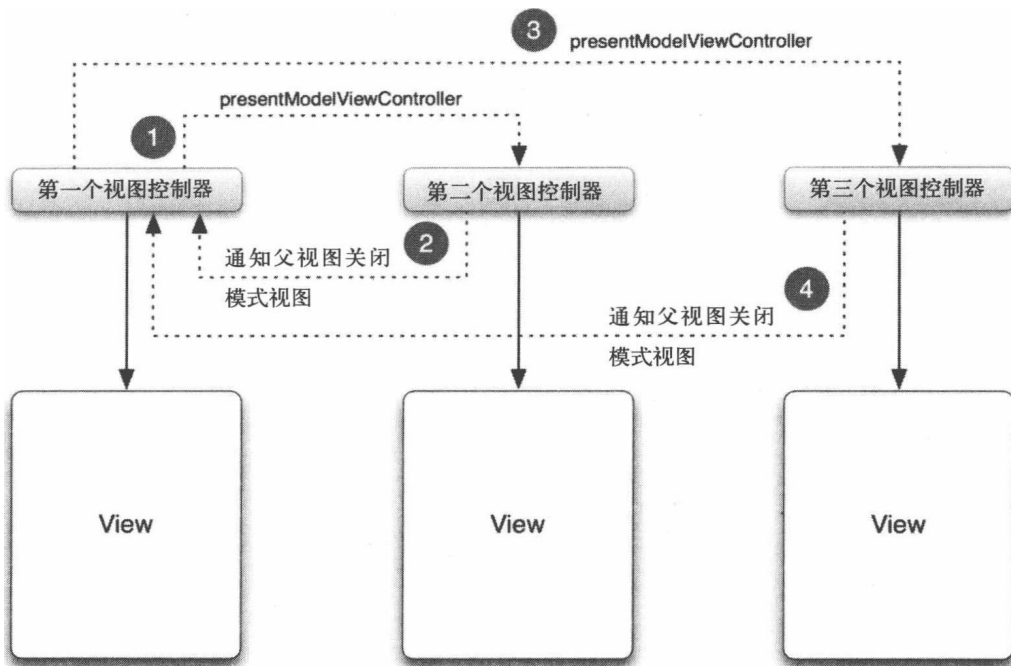 3 presentModelViewController
presentModelViewController
1
第一个视图控制器
第二个视图控制器
第三个视图控制器
2
通知父视图关闭
模式视图
4
通知父视图关闭
模式视图
View
View
View